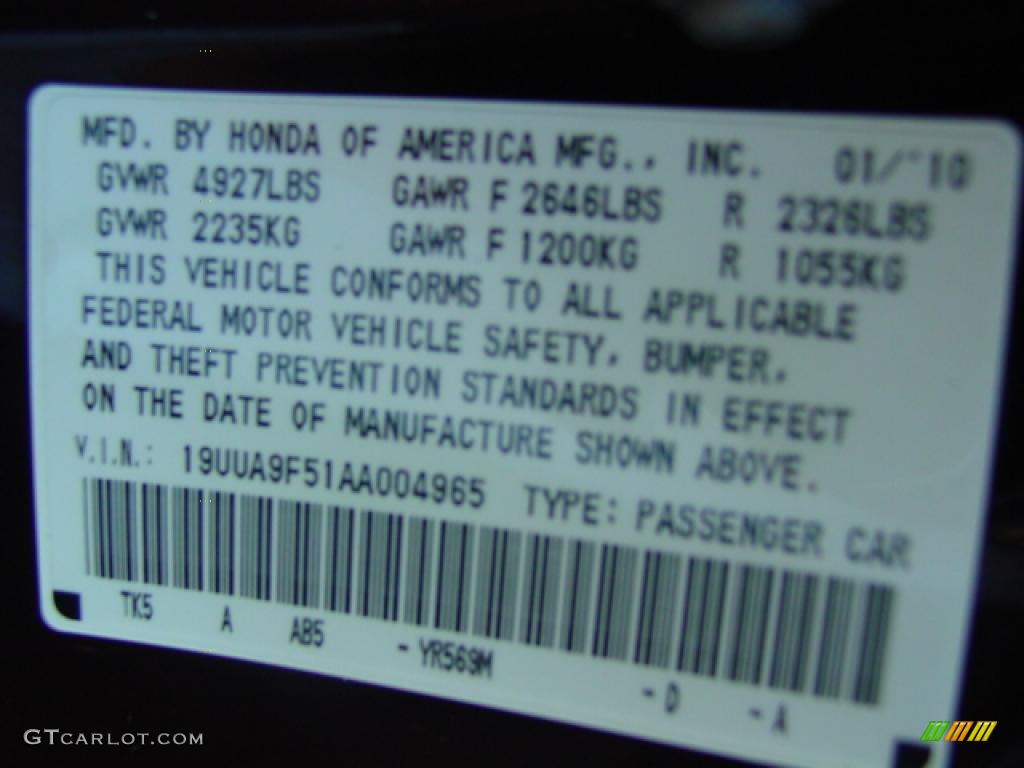 MFD. BY HONDA OF AMERICA MFG., INC. 01/10
GVWR 4927LBS GAWR F 2646LBS R 2326LBS
GVWR 2235KG GAWR F 1200KG R 1055KG
THIS VEHICLE CONFORMS TO ALL APPLICABLE
FEDERAL MOTOR VEHICLE SAFETY, BUMPER,
AND THEFT PREVENTION STANDARDS IN EFFECT
ON THE DATE OF MANUFACTURE SHOWN ABOVE.
V.I.N.: 19UUA9F51AA004965 TYPE: PASSENGER CAR
TK5 A AB5 - YR569M - D - A
GTCARLOT.COM